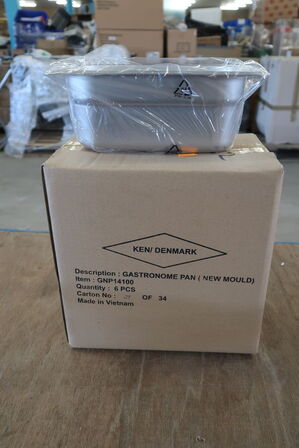 KEN/ DENMARK
Description : GASTRONOME PAN ( NEW MOULD)
Item : GNP14100
Quantity : 6 PCS
Carton No : OF 34
Made in Vietnam